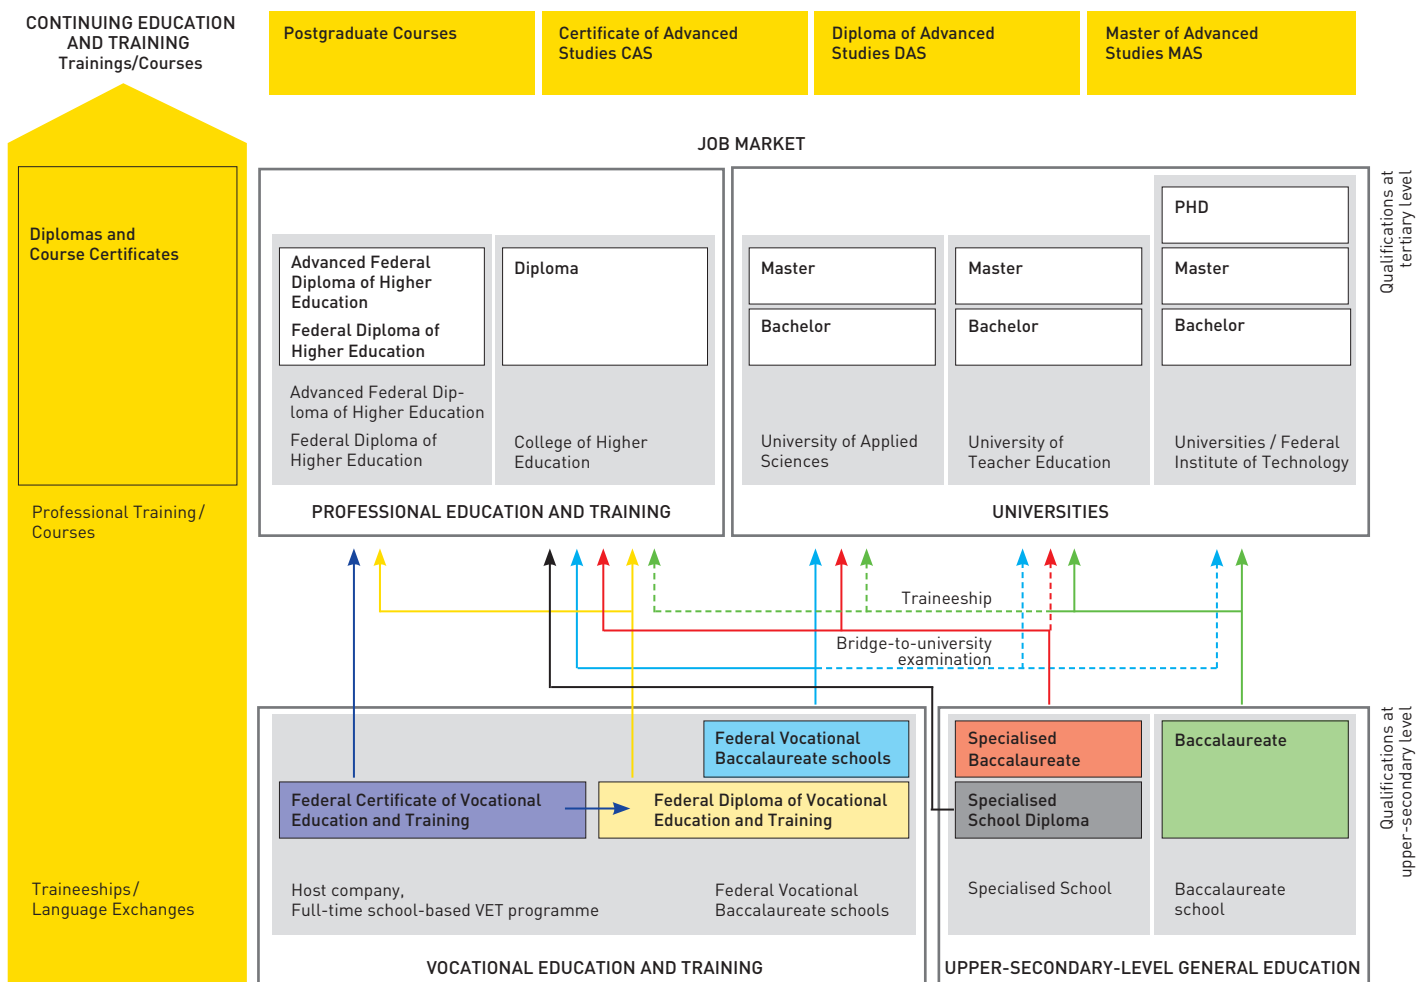 CONTINUING EDUCATION
AND TRAINING
Trainings/Courses
Postgraduate Courses
Certificate of Advanced
Studies CAS
Diploma of Advanced
Studies DAS
Master of Advanced
Studies MAS
JOB MARKET
Diplomas and
Course Certificates
Professional Training/
Courses
Traineeships/
Language Exchanges
Advanced Federal
Diploma of Higher
Education
Federal Diploma of
Higher Education
Advanced Federal Dip-
loma of Higher Education
Federal Diploma of
Higher Education
Diploma
College of Higher
Education
PROFESSIONAL EDUCATION AND TRAINING
Master
Bachelor
University of Applied
Sciences
Master
Bachelor
University of
Teacher Education
PHD
Master
Bachelor
Universities / Federal
Institute of Technology
UNIVERSITIES
Qualifications at
tertiary level
Traineeship
Bridge-to-university
examination
Federal Vocational
Baccalaureate schools
Federal Certificate of Vocational
Education and Training
Federal Diploma of Vocational
Education and Training
Host company,
Full-time school-based VET programme
Federal Vocational
Baccalaureate schools
VOCATIONAL EDUCATION AND TRAINING
Specialised
Baccalaureate
Specialised
School Diploma
Specialised School
Baccalaureate
Baccalaureate
school
UPPER-SECONDARY-LEVEL GENERAL EDUCATION
Qualifications at
upper-secondary level